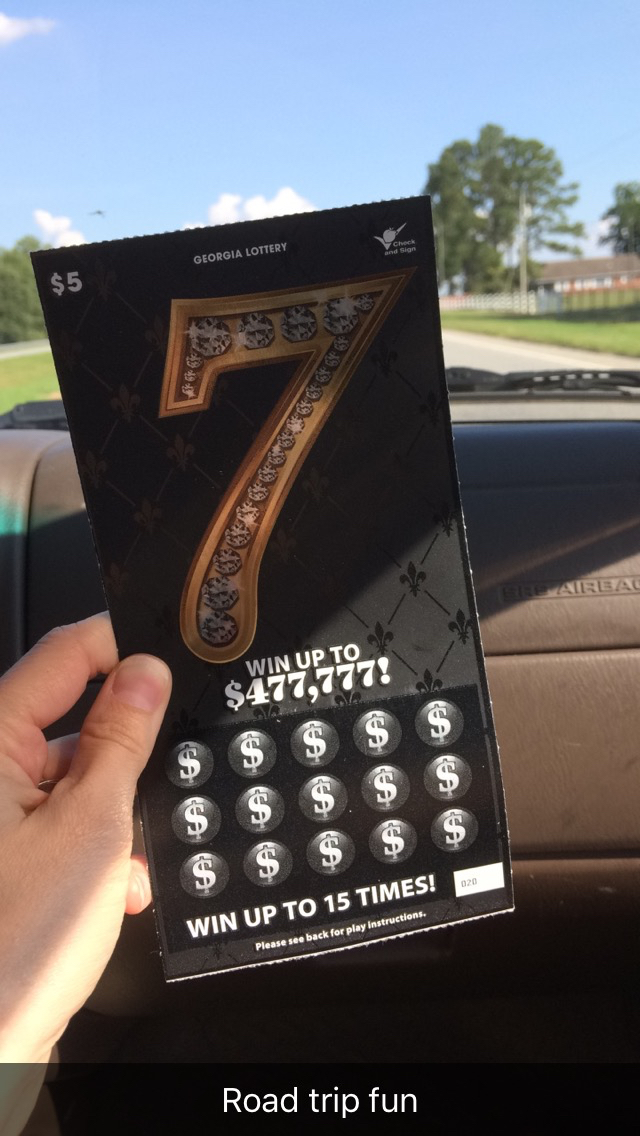 GEORGIA LOTTERY
Check
and Sign
$5
7
WIN UP TO
$477,777!
$ $ $ $ $
$ $ $ $ $
$ $ $ $ $
WIN UP TO 15 TIMES!
020
Please see back for play instructions.
SRS AIRBAG
Road trip fun